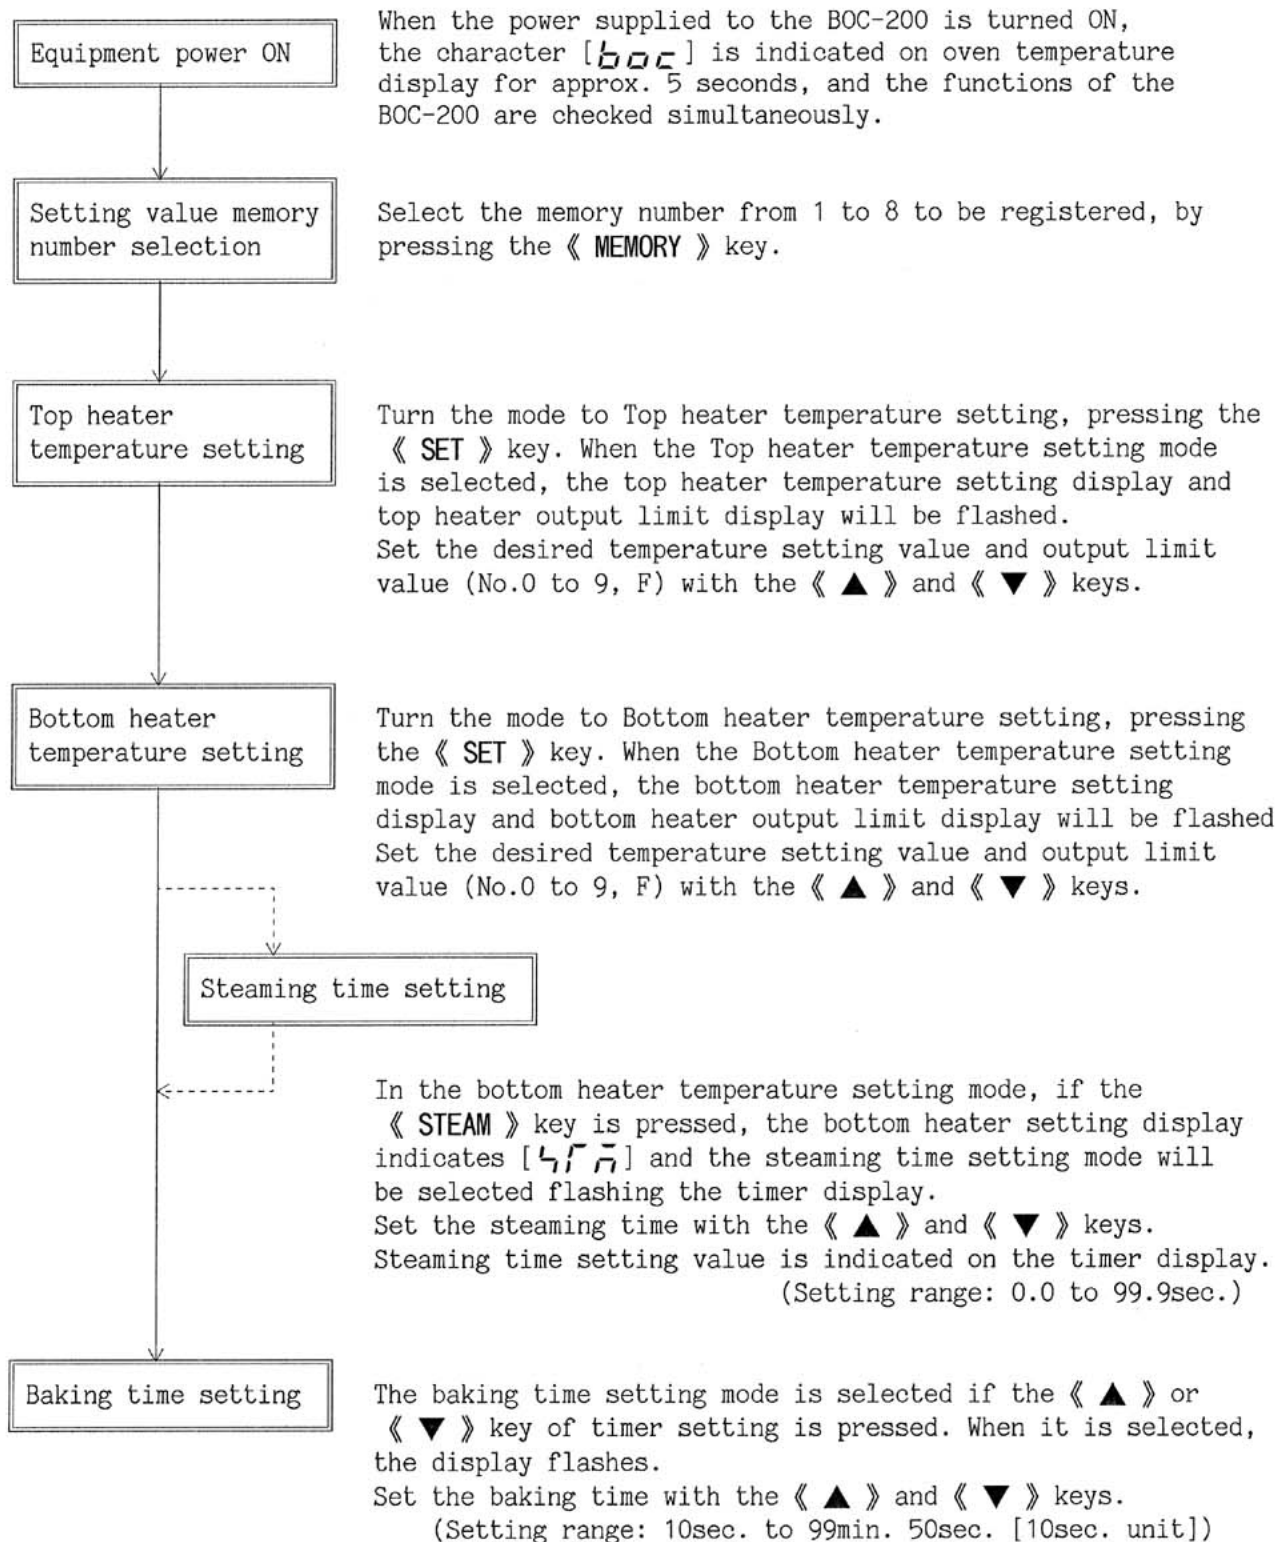 Equipment power ON
When the power supplied to the BOC-200 is turned ON,
the character [boc] is indicated on oven temperature
display for approx. 5 seconds, and the functions of the
BOC-200 are checked simultaneously.
Setting value memory
number selection
Select the memory number from 1 to 8 to be registered, by
pressing the 《 MEMORY 》 key.
Top heater
temperature setting
Turn the mode to Top heater temperature setting, pressing the
《 SET 》 key. When the Top heater temperature setting mode
is selected, the top heater temperature setting display and
top heater output limit display will be flashed.
Set the desired temperature setting value and output limit
value (No.0 to 9, F) with the 《 ▲ 》 and 《 ▼ 》 keys.
Bottom heater
temperature setting
Turn the mode to Bottom heater temperature setting, pressing
the 《 SET 》 key. When the Bottom heater temperature setting
mode is selected, the bottom heater temperature setting
display and bottom heater output limit display will be flashed
Set the desired temperature setting value and output limit
value (No.0 to 9, F) with the 《 ▲ 》 and 《 ▼ 》 keys.
Steaming time setting
In the bottom heater temperature setting mode, if the
《 STEAM 》 key is pressed, the bottom heater setting display
indicates [ ] and the steaming time setting mode will
be selected flashing the timer display.
Set the steaming time with the 《 ▲ 》 and 《 ▼ 》 keys.
Steaming time setting value is indicated on the timer display.
(Setting range: 0.0 to 99.9sec.)
Baking time setting
The baking time setting mode is selected if the 《 ▲ 》 or
《 ▼ 》 key of timer setting is pressed. When it is selected,
the display flashes.
Set the baking time with the 《 ▲ 》 and 《 ▼ 》 keys.
(Setting range: 10sec. to 99min. 50sec. [10sec. unit])